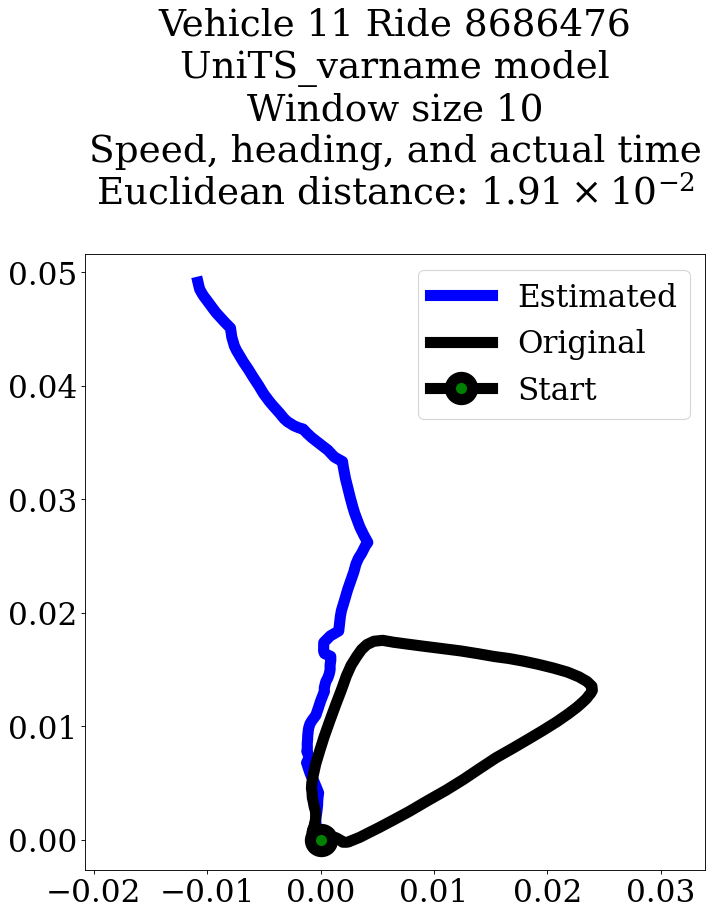 Vehicle 11 Ride 8686476
UniTS_varname model
Window size 10
Speed, heading, and actual time
Euclidean distance: 1.91 × 10⁻²
Estimated
Original
Start
0.05
0.04
0.03
0.02
0.01
0.00
−0.02 −0.01 0.00 0.01 0.02 0.03